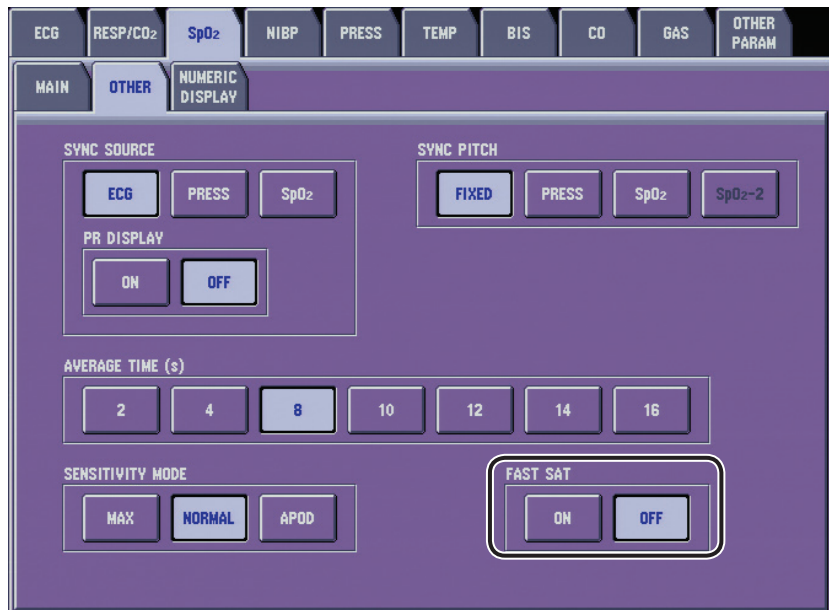 ECG RESP/CO₂ SpO₂ NIBP PRESS TEMP BIS CO GAS OTHER PARAM
MAIN OTHER NUMERIC DISPLAY
SYNC SOURCE
ECG PRESS SpO₂
PR DISPLAY
ON OFF
SYNC PITCH
FIXED PRESS SpO₂ SpO₂-2
AVERAGE TIME (s)
2 4 8 10 12 14 16
SENSITIVITY MODE
MAX NORMAL APOD
FAST SAT
ON OFF